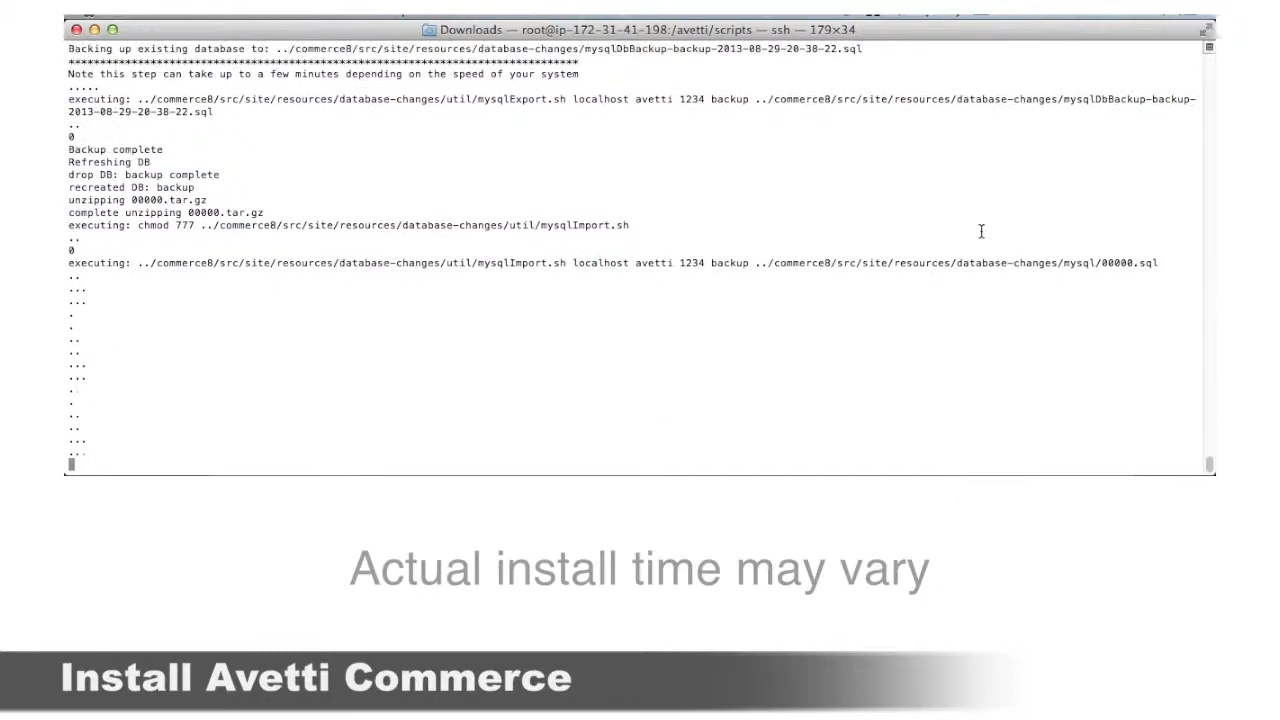 Downloads — root@ip-172-31-41-198:/avetti/scripts — ssh — 179×34
Backing up existing database to: ../commerce8/src/site/resources/database-changes/mysqlDbBackup-backup-2013-08-29-20-38-22.sql
*********************************************************************************
Note this step can take up to a few minutes depending on the speed of your system
.....
executing: ../commerce8/src/site/resources/database-changes/util/mysqlExport.sh localhost avetti 1234 backup ../commerce8/src/site/resources/database-changes/mysqlDbBackup-backup-
2013-08-29-20-38-22.sql
..
0
Backup complete
Refreshing DB
drop DB: backup complete
recreated DB: backup
unzipping 00000.tar.gz
complete unzipping 00000.tar.gz
executing: chmod 777 ../commerce8/src/site/resources/database-changes/util/mysqlImport.sh
..
0
executing: ../commerce8/src/site/resources/database-changes/util/mysqlImport.sh localhost avetti 1234 backup ../commerce8/src/site/resources/database-changes/mysql/00000.sql
..
...
...
.
.
..
..
...
...
.
.
..
..
...
...
Actual install time may vary
Install Avetti Commerce